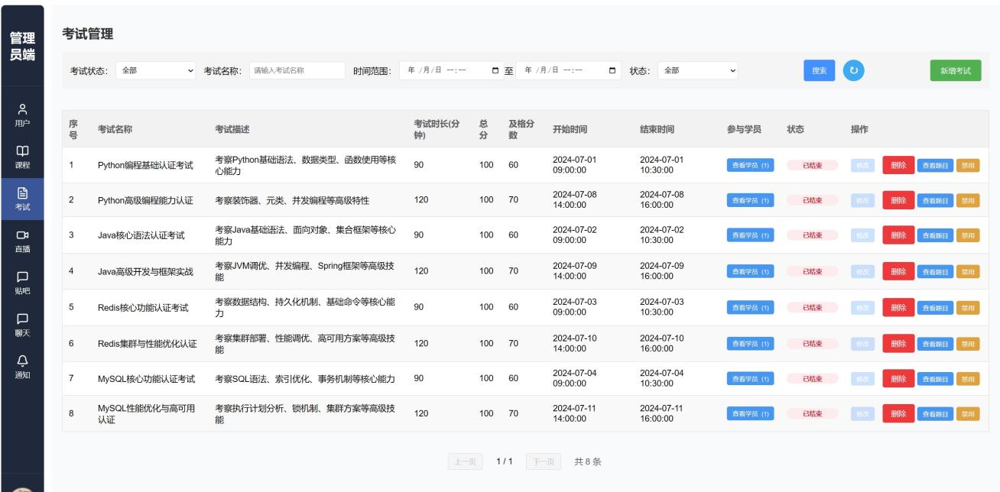 管理
员端
用户
课程
考试
直播
贴吧
聊天
通知
考试管理
考试状态: 全部 考试名称: 请输入考试名称 时间范围: 年 /月/日 --:-- 至 年 /月/日 --:-- 状态: 全部 搜索 新增考试
序号 考试名称 考试描述 考试时长(分钟) 总分 及格分数 开始时间 结束时间 参与学员 状态 操作
1 Python编程基础认证考试 考察Python基础语法、数据类型、函数使用等核心能力 90 100 60 2024-07-01 09:00:00 2024-07-01 10:30:00 查看学员 (1) 已结束 修改 删除 查看题目 禁用
2 Python高级编程能力认证 考察装饰器、元类、并发编程等高级特性 120 100 70 2024-07-08 14:00:00 2024-07-08 16:00:00 查看学员 (1) 已结束 修改 删除 查看题目 禁用
3 Java核心语法认证考试 考察Java基础语法、面向对象、集合框架等核心能力 90 100 60 2024-07-02 09:00:00 2024-07-02 10:30:00 查看学员 (1) 已结束 修改 删除 查看题目 禁用
4 Java高级开发与框架实战 考察JVM调优、并发编程、Spring框架等高级技能 120 100 70 2024-07-09 14:00:00 2024-07-09 16:00:00 查看学员 (1) 已结束 修改 删除 查看题目 禁用
5 Redis核心功能认证考试 考察数据结构、持久化机制、基础命令等核心能力 90 100 60 2024-07-03 09:00:00 2024-07-03 10:30:00 查看学员 (1) 已结束 修改 删除 查看题目 禁用
6 Redis集群与性能优化认证 考察集群部署、性能调优、高可用方案等高级技能 120 100 70 2024-07-10 14:00:00 2024-07-10 16:00:00 查看学员 (1) 已结束 修改 删除 查看题目 禁用
7 MySQL核心功能认证考试 考察SQL语法、索引优化、事务机制等核心能力 90 100 60 2024-07-04 09:00:00 2024-07-04 10:30:00 查看学员 (1) 已结束 修改 删除 查看题目 禁用
8 MySQL性能优化与高可用认证 考察执行计划分析、锁机制、集群方案等高级技能 120 100 70 2024-07-11 14:00:00 2024-07-11 16:00:00 查看学员 (1) 已结束 修改 删除 查看题目 禁用
上一页 1 / 1 下一页 共 8 条